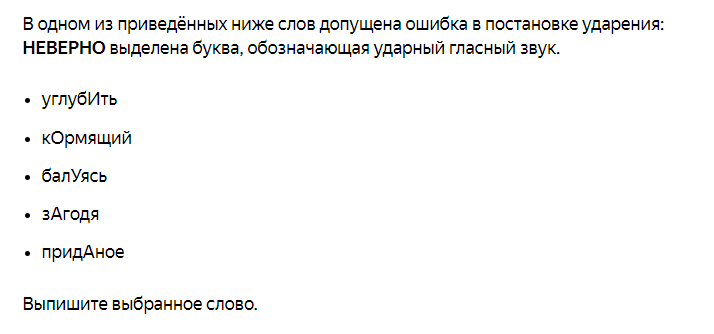 В одном из приведённых ниже слов допущена ошибка в постановке ударения:
НЕВЕРНО выделена буква, обозначающая ударный гласный звук.
• углубИть
• кОрмящий
• балУясь
• зАгодя
• придАное
Выпишите выбранное слово.